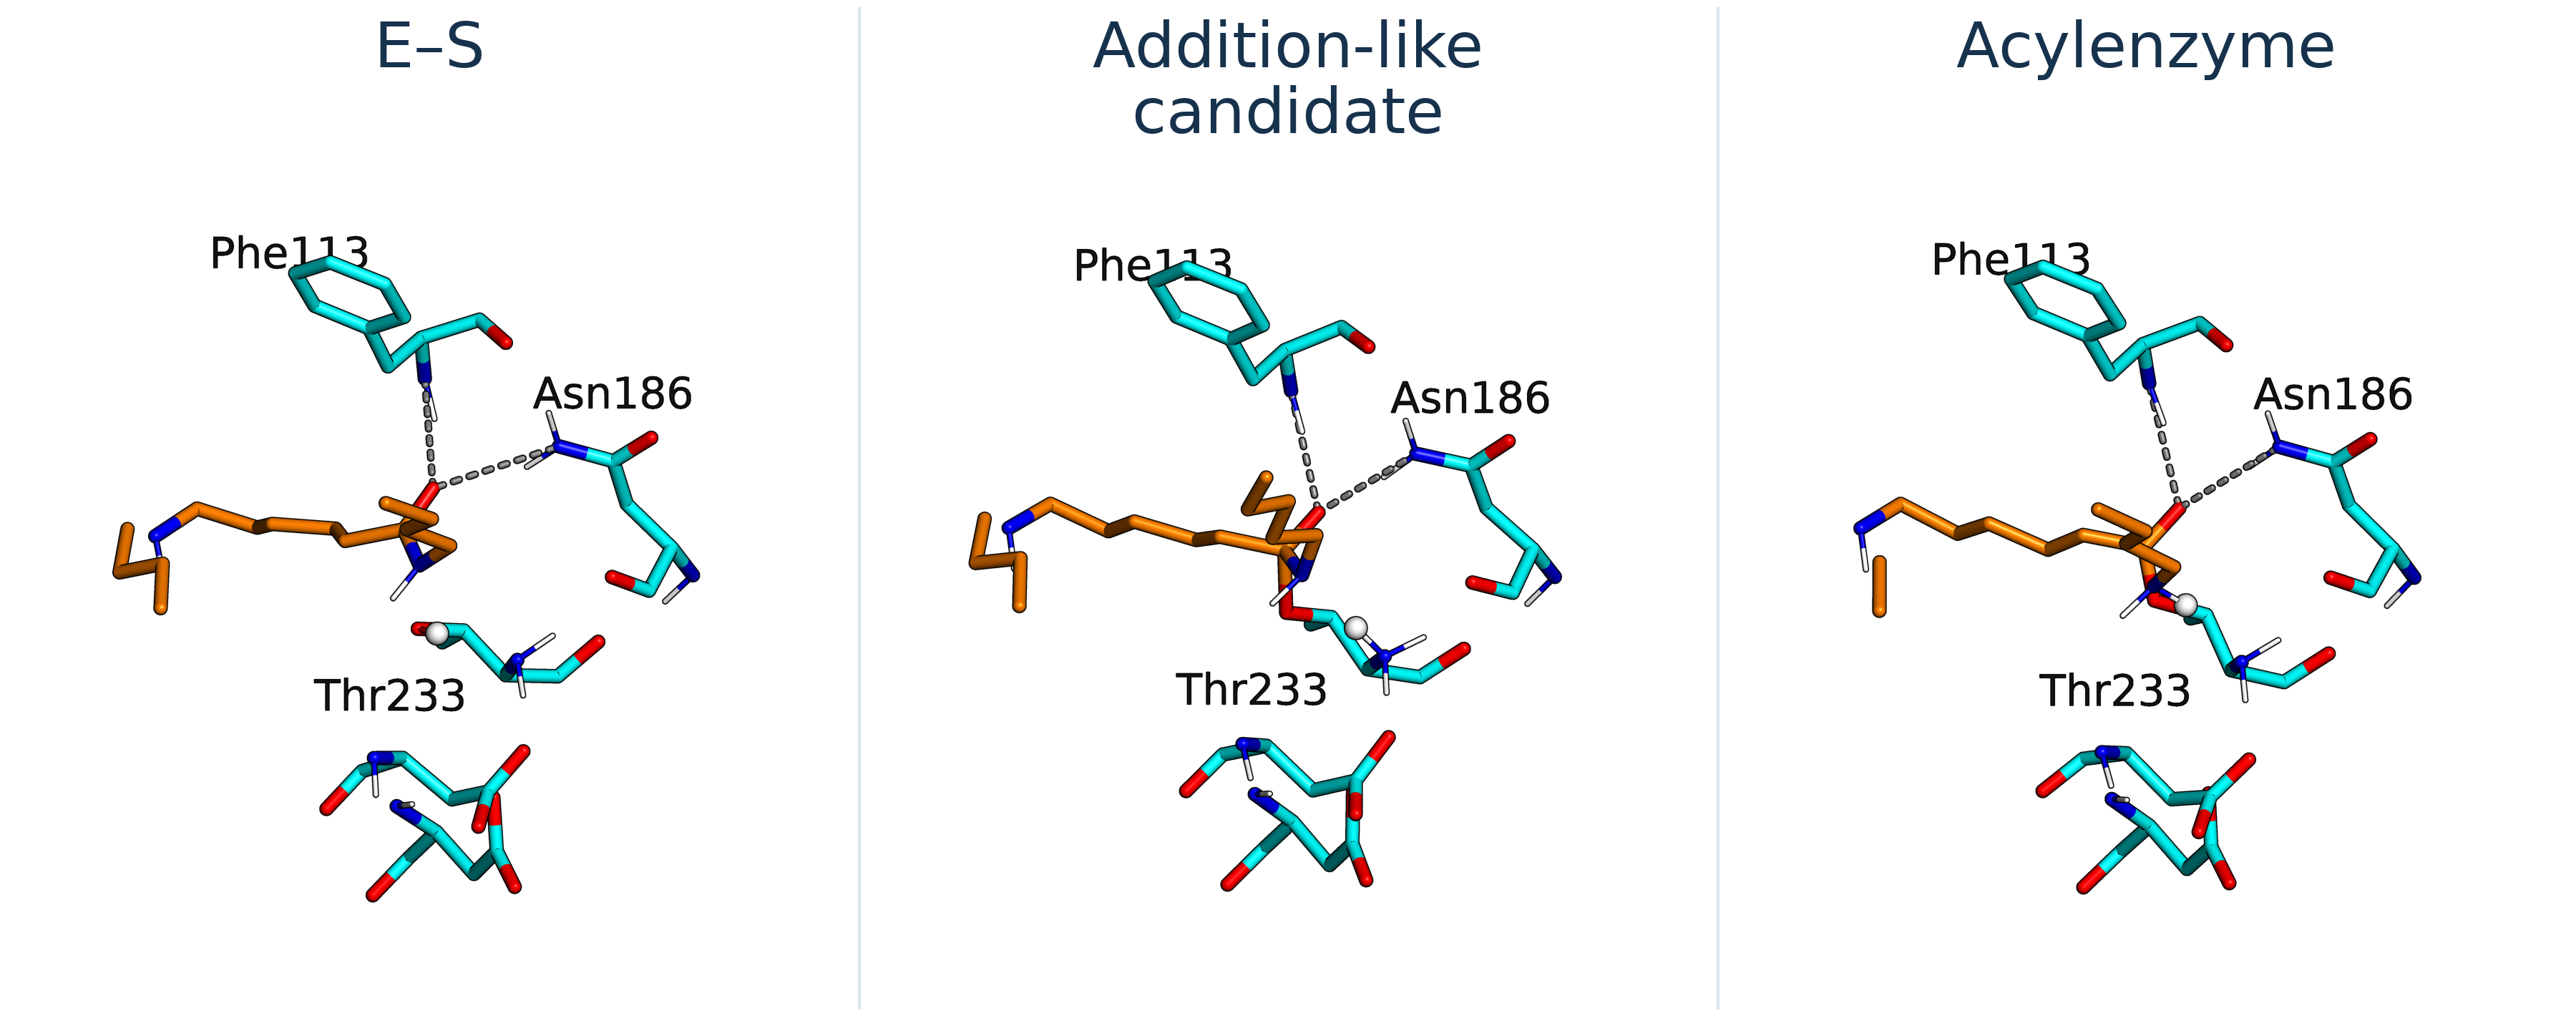 E–S
Phe113
Asn186
Thr233
Addition-like
candidate
Phe113
Asn186
Thr233
Acylenzyme
Phe113
Asn186
Thr233